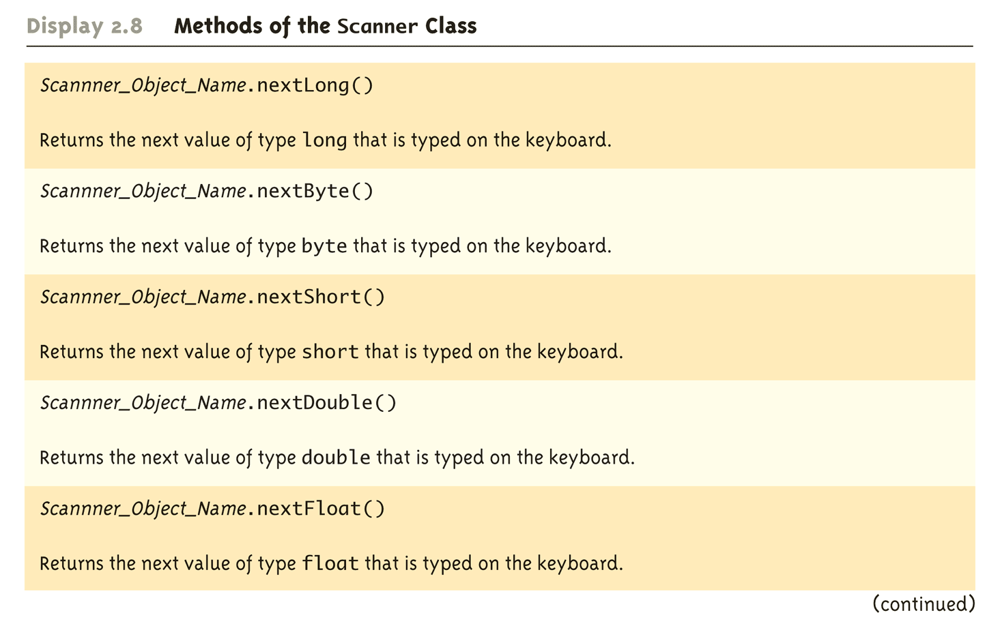 Display 2.8 Methods of the Scanner Class
Scannner_Object_Name.nextLong()
Returns the next value of type long that is typed on the keyboard.
Scannner_Object_Name.nextByte()
Returns the next value of type byte that is typed on the keyboard.
Scannner_Object_Name.nextShort()
Returns the next value of type short that is typed on the keyboard.
Scannner_Object_Name.nextDouble()
Returns the next value of type double that is typed on the keyboard.
Scannner_Object_Name.nextFloat()
Returns the next value of type float that is typed on the keyboard.
(continued)